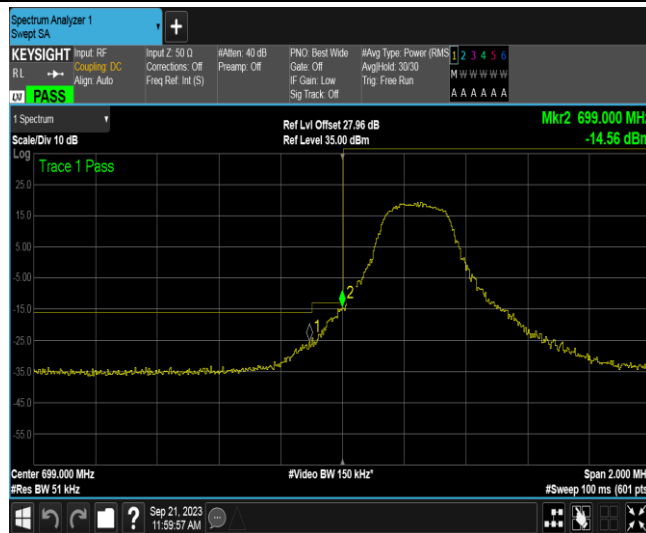 Spectrum Analyzer 1
Swept SA
+
KEYSIGHT Input: RF Input Z: 50 Ω #Atten: 40 dB PNO: Best Wide #Avg Type: Power (RMS 1 2 3 4 5 6
RL Coupling: DC Corrections: Off Preamp: Off Gate: Off Avg|Hold: 30/30 M W W W W W
Align: Auto Freq Ref: Int (S) IF Gain: Low Trig: Free Run
LXI PASS Sig Track: Off A A A A A A
1 Spectrum Ref Lvl Offset 27.96 dB Mkr2 699.000 MHz
Scale/Div 10 dB Ref Level 35.00 dBm -14.56 dBm
Log
Trace 1 Pass
25.0
15.0
5.00
-5.00
-15.0
2
1
-25.0
-35.0
-45.0
-55.0
Center 699.000 MHz #Video BW 150 kHz* Span 2.000 MH
#Res BW 51 kHz #Sweep 100 ms (601 pts
? Sep 21, 2023
11:59:57 AM